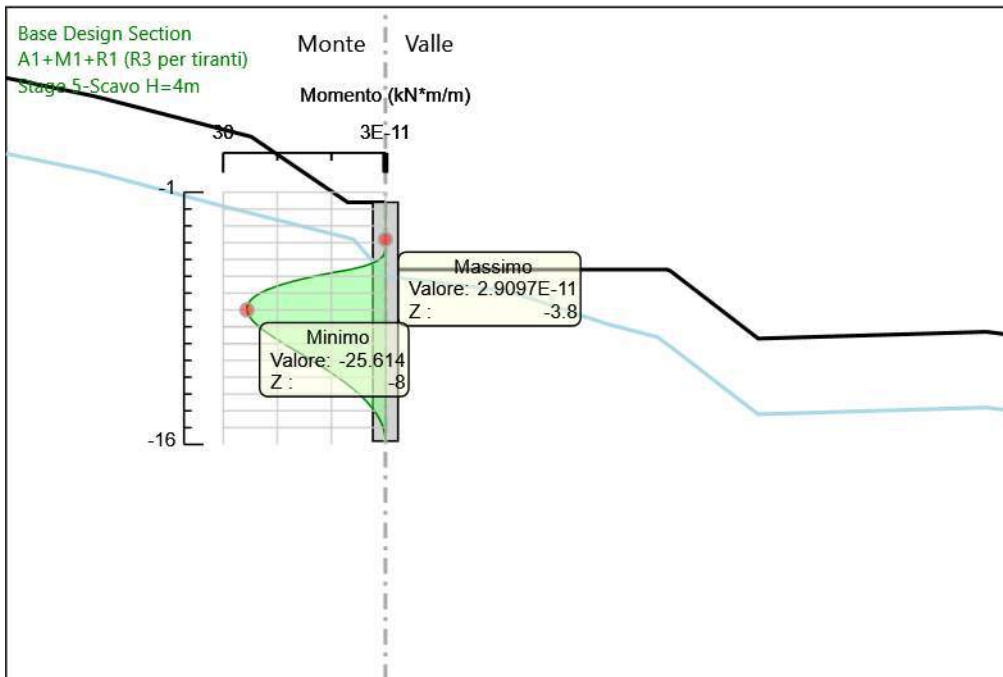 Base Design Section
A1+M1+R1 (R3 per tiranti)
Stage 5-Scavo H=4m
Monte Valle
Momento (kN*m/m)
30 3E-11
-1
Massimo
Valore: 2.9097E-11
Z : -3.8
Minimo
Valore: -25.614
Z : -8
-16